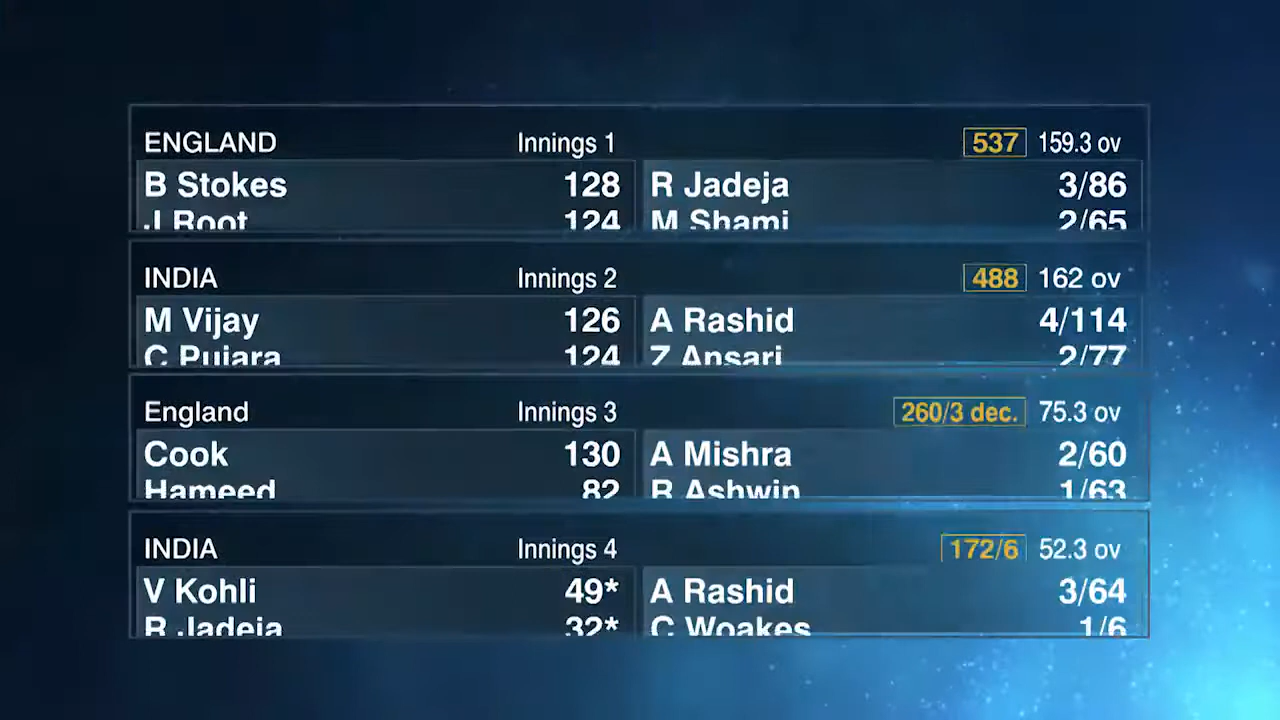 ENGLAND Innings 1 537 159.3 ov
B Stokes 128 R Jadeja 3/86
J Root 124 M Shami 2/65
INDIA Innings 2 488 162 ov
M Vijay 126 A Rashid 4/114
C Pujara 124 Z Ansari 2/77
England Innings 3 260/3 dec. 75.3 ov
Cook 130 A Mishra 2/60
Hameed 82 R Ashwin 1/63
INDIA Innings 4 172/6 52.3 ov
V Kohli 49* A Rashid 3/64
R Jadeja 32* C Woakes 1/6